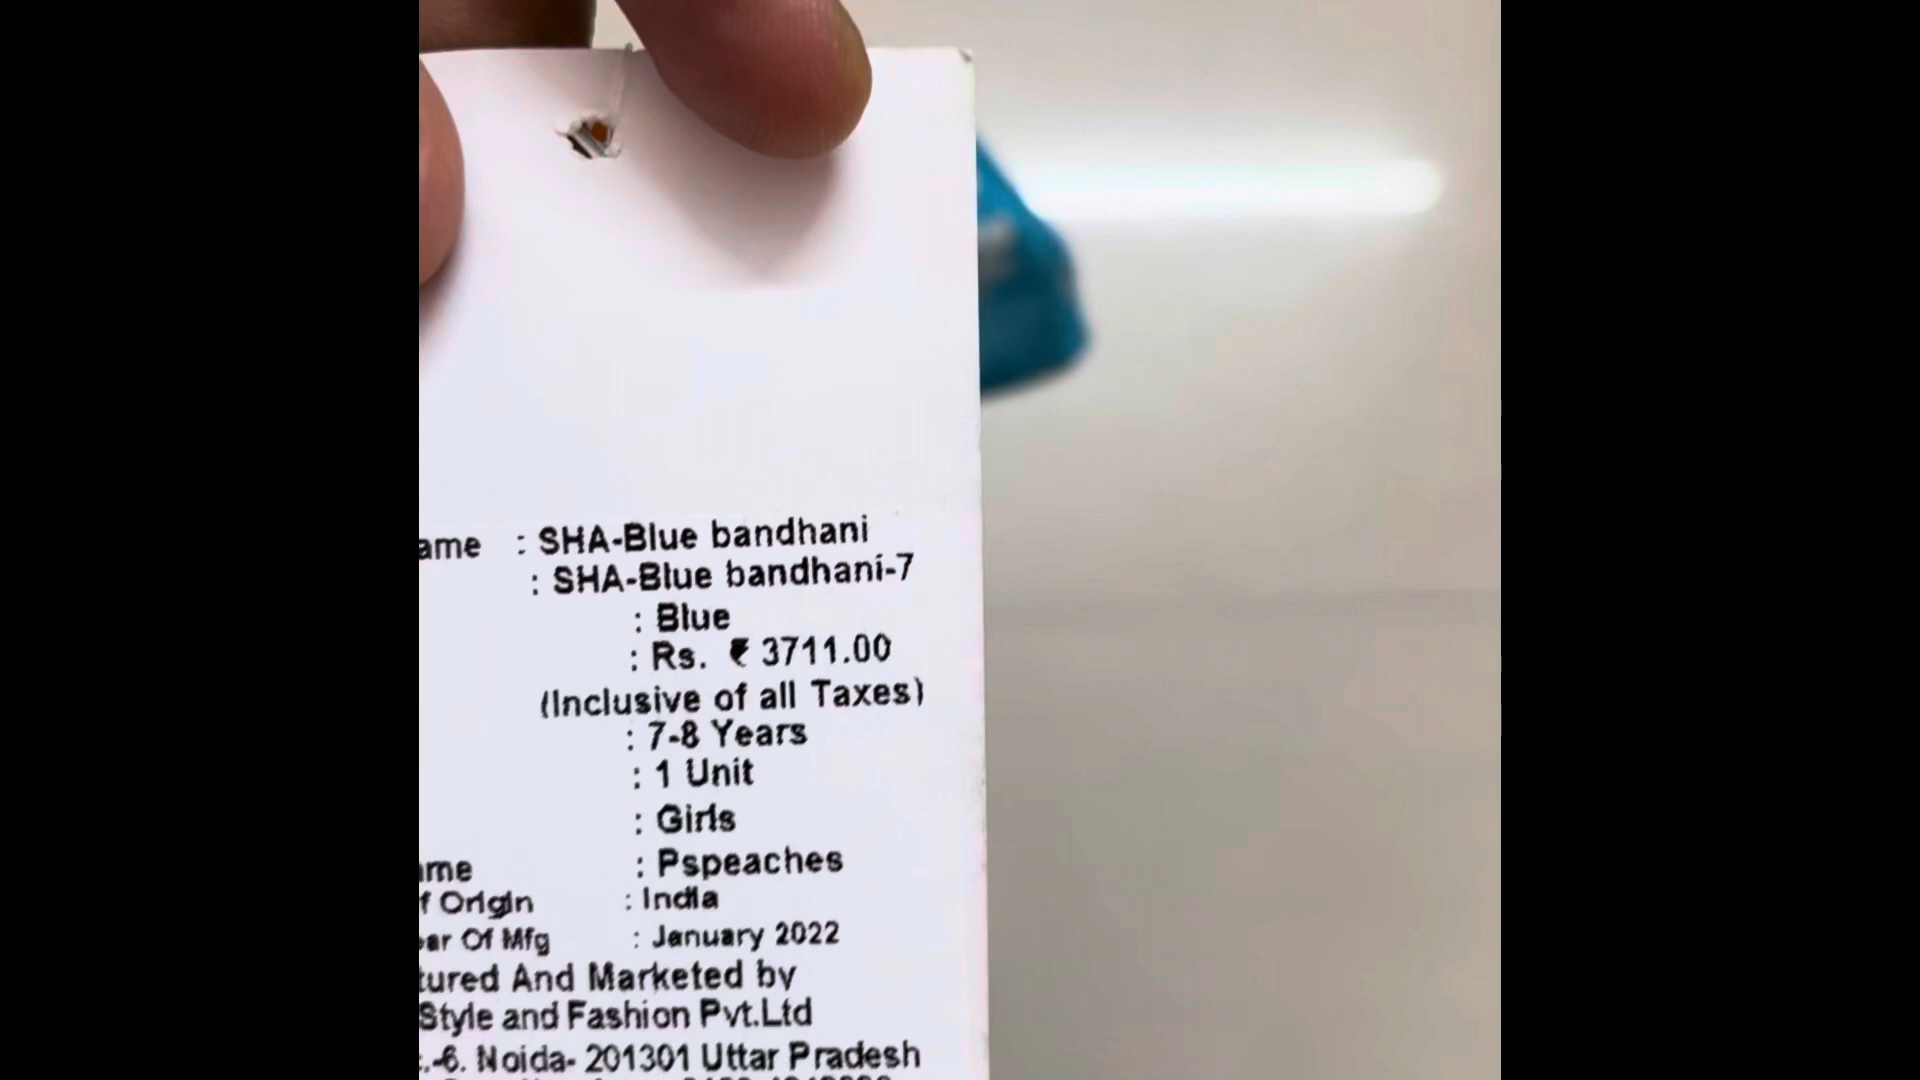 ame : SHA-Blue bandhani
: SHA-Blue bandhani-7
: Blue
: Rs. ₹ 3711.00
(Inclusive of all Taxes)
: 7-8 Years
: 1 Unit
: Girls
me : Pspeaches
f Origin : India
ar Of Mfg : January 2022
tured And Marketed by
Style and Fashion Pvt.Ltd
.-6. Noida- 201301 Uttar Pradesh